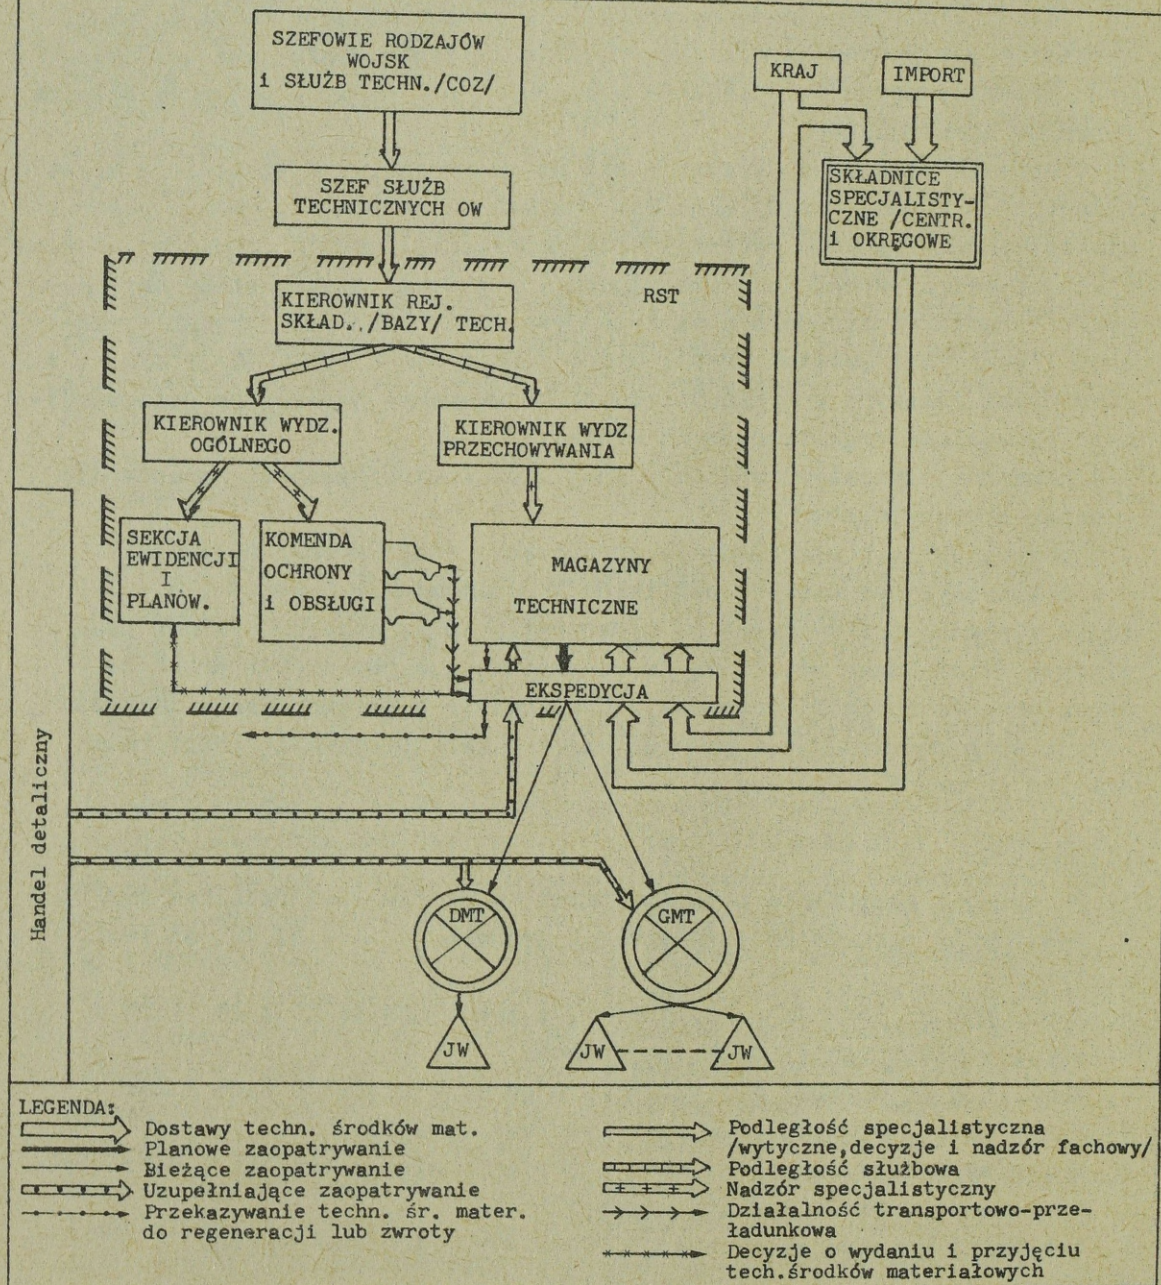 SZEFOWIE RODZAJÓW
WOJSK
i SŁUŻB TECHN./COZ/
KRAJ
IMPORT
SZEF SŁUŻB
TECHNICZNYCH OW
SKŁADNICE
SPECJALISTY-
CZNE /CENTR.
i OKRĘGOWE
RST
KIEROWNIK REJ.
SKŁAD../BAZY/ TECH.
KIEROWNIK WYDZ.
OGÓLNEGO
KIEROWNIK WYDZ
PRZECHOWYWANIA
SEKCJA
EWIDENCJI
I
PLANÓW.
KOMENDA
OCHRONY
i OBSŁUGI
MAGAZYNY
TECHNICZNE
EKSPEDYCJA
Handel detaliczny
DMT
GMT
JW
JW
JW
LEGENDA:
Dostawy techn. środków mat.
Planowe zaopatrywanie
Bieżące zaopatrywanie
Uzupełniające zaopatrywanie
Przekazywanie techn. śr. mater.
do regeneracji lub zwroty
Podległość specjalistyczna
/wytyczne,decyzje i nadzór fachowy/
Podległość służbowa
Nadzór specjalistyczny
Działalność transportowo-prze-
ładunkowa
Decyzje o wydaniu i przyjęciu
tech.środków materiałowych